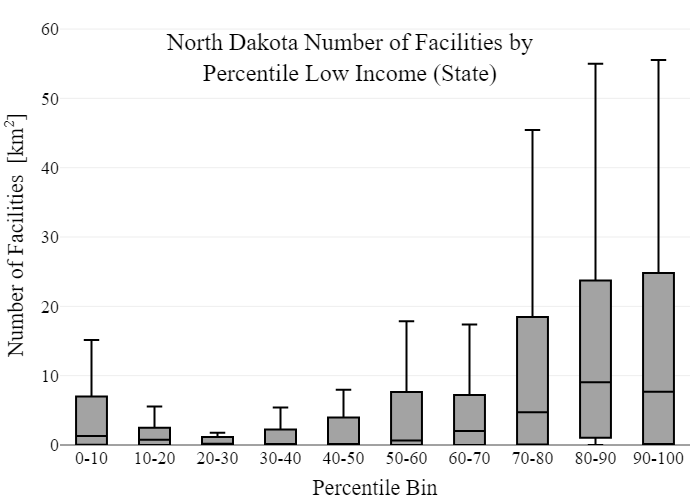 North Dakota Number of Facilities by
Percentile Low Income (State)
Number of Facilities [km²]
60
50
40
30
20
10
0
0-10 10-20 20-30 30-40 40-50 50-60 60-70 70-80 80-90 90-100
Percentile Bin